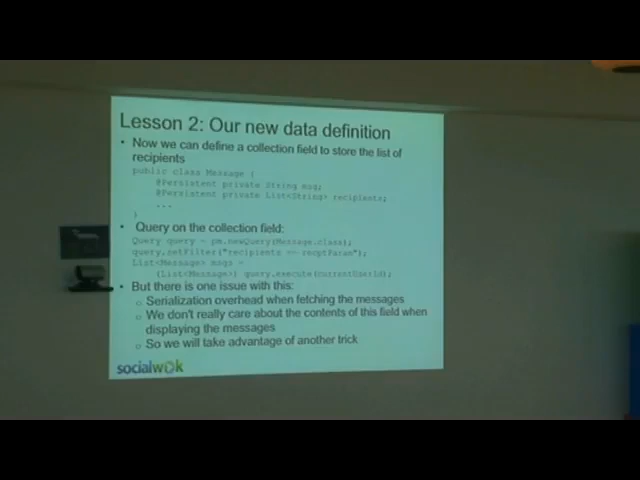 Lesson 2: Our new data definition
• Now we can define a collection field to store the list of
recipients
public class Message {
@Persistent private String msg;
@Persistent private List<String> recipients;
...
}
• Query on the collection field:
Query query = pm.newQuery(Message.class);
query.setFilter("recipients == recptParam");
List<Message> msgs =
(List<Message>) query.execute(currentUserId);
• But there is one issue with this:
o Serialization overhead when fetching the messages
o We don't really care about the contents of this field when
displaying the messages
o So we will take advantage of another trick
socialwok